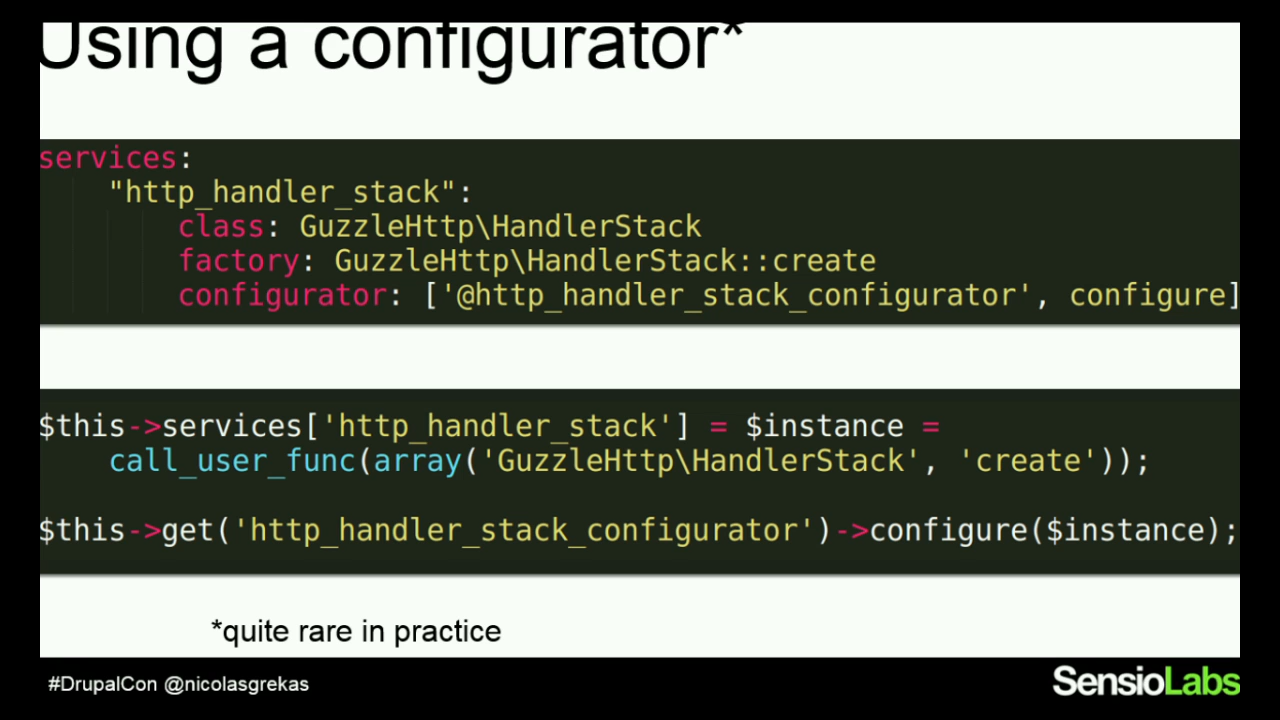 Using a configurator*
services:
"http_handler_stack":
class: GuzzleHttp\HandlerStack
factory: GuzzleHttp\HandlerStack::create
configurator: ['@http_handler_stack_configurator', configure]
$this->services['http_handler_stack'] = $instance =
call_user_func(array('GuzzleHttp\HandlerStack', 'create'));
$this->get('http_handler_stack_configurator')->configure($instance);
*quite rare in practice
#DrupalCon @nicolasgrekas
SensioLabs